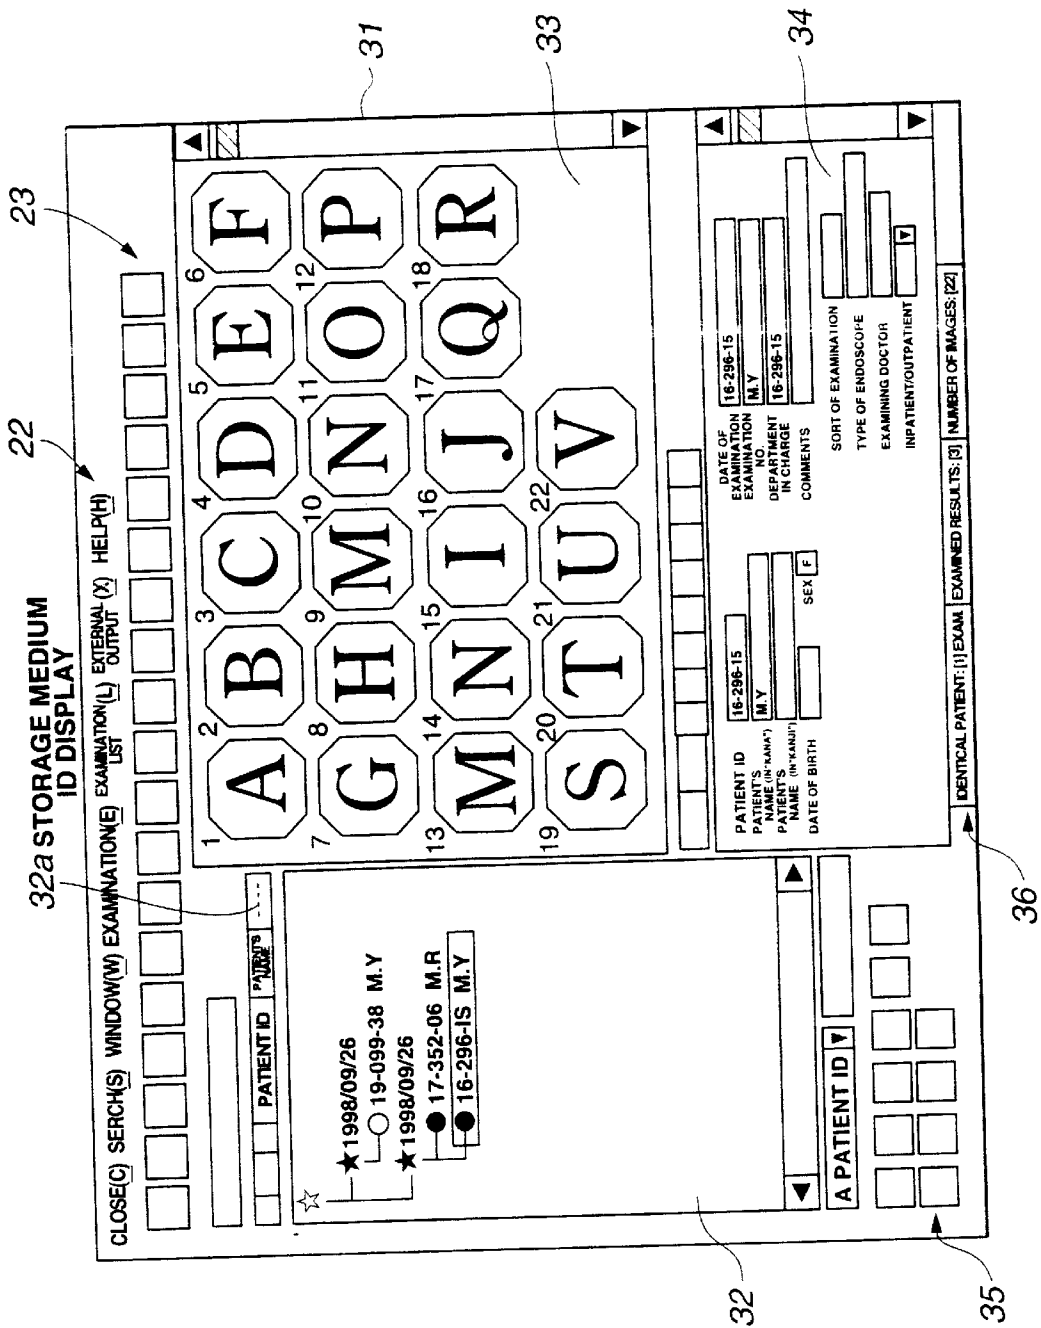 22
23
31
33
34
32a STORAGE MEDIUM
ID DISPLAY
CLOSE(C) SERCH(S) WINDOW(W) EXAMINATION(E) EXAMINATION(L) EXTERNAL (X) HELP(H)
LIST OUTPUT
PATIENT ID PATIENT'S
NAME
★1998/09/26
19-099-38 M.Y
★1998/09/26
17-352-06 M.R
16-296-IS M.Y
A PATIENT ID ▼
1 A 2 B 3 C 4 D 5 E 6 F
7 G 8 H 9 M 10 N 11 O 12 P
13 M 14 N 15 I 16 J 17 Q 18 R
19 S 20 T 21 U 22 V
PATIENT ID 16-296-15
PATIENT'S
NAME (IN"KANA") M.Y
PATIENT'S
NAME (IN"KANJI")
DATE OF BIRTH SEX F
DATE OF
EXAMINATION 16-296-15
EXAMINATION
NO. M.Y
DEPARTMENT
IN CHARGE 16-296-15
COMMENTS
SORT OF EXAMINATION
TYPE OF ENDOSCOPE
EXAMINING DOCTOR
INPATIENT/OUTPATIENT ▼
IDENTICAL PATIENT: [1] EXAM. EXAMINED RESULTS: [3] NUMBER OF IMAGES: [22]
32
35
36